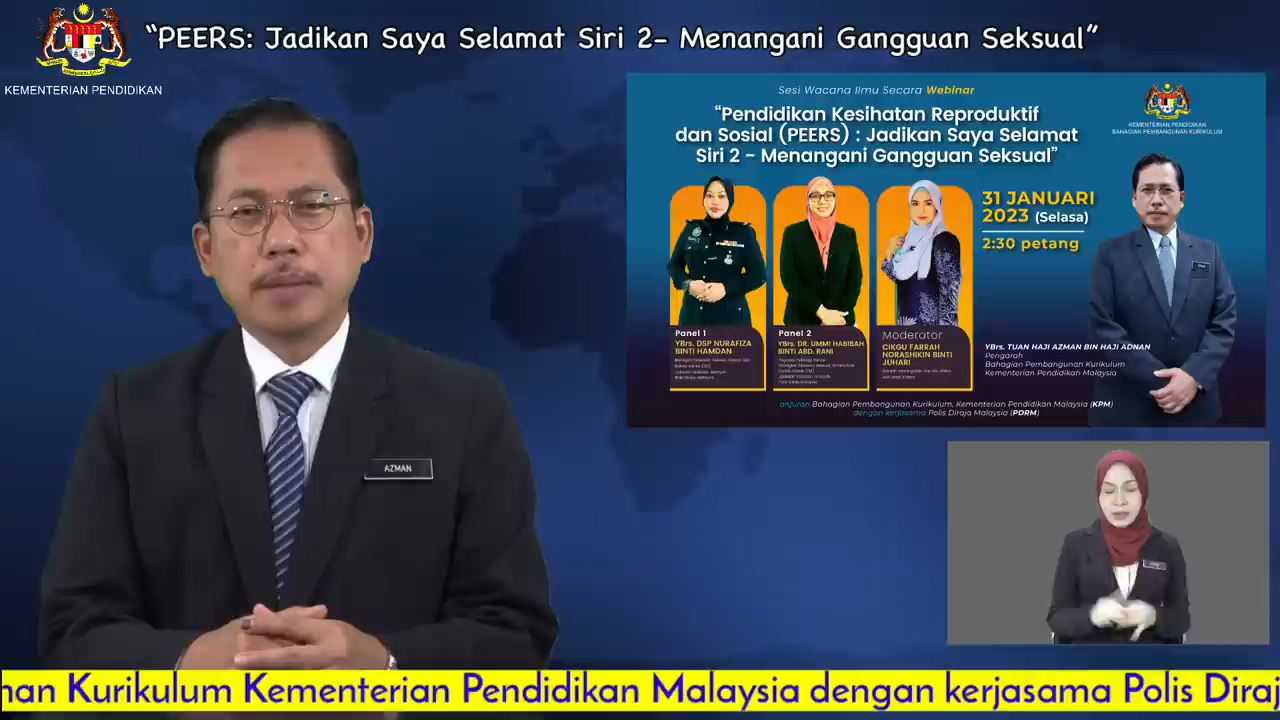 "PEERS: Jadikan Saya Selamat Siri 2- Menangani Gangguan Seksual"
KEMENTERIAN PENDIDIKAN
Sesi Wacana Ilmu Secara Webinar
"Pendidikan Kesihatan Reproduktif
dan Sosial (PEERS) : Jadikan Saya Selamat
Siri 2 - Menangani Gangguan Seksual"
KEMENTERIAN PENDIDIKAN
BAHAGIAN PEMBANGUNAN KURIKULUM
31 JANUARI
2023 (Selasa)
2:30 petang
Panel 1
YBrs. DSP NURAFIZA
BINTI HAMDAN
Panel 2
YBrs. DR. UMMI HABIBAH
BINTI ABD. RANI
Moderator
CIKGU FARRAH
NORASHIKIN BINTI
JUHARI
YBrs. TUAN HAJI AZMAN BIN HAJI ADNAN
Pengarah
Bahagian Pembangunan Kurikulum
Kementerian Pendidikan Malaysia
anjuran Bahagian Pembangunan Kurikulum, Kementerian Pendidikan Malaysia (KPM)
dengan kerjasama Polis Diraja Malaysia (PDRM)
AZMAN
nan Kurikulum Kementerian Pendidikan Malaysia dengan kerjasama Polis Diraj